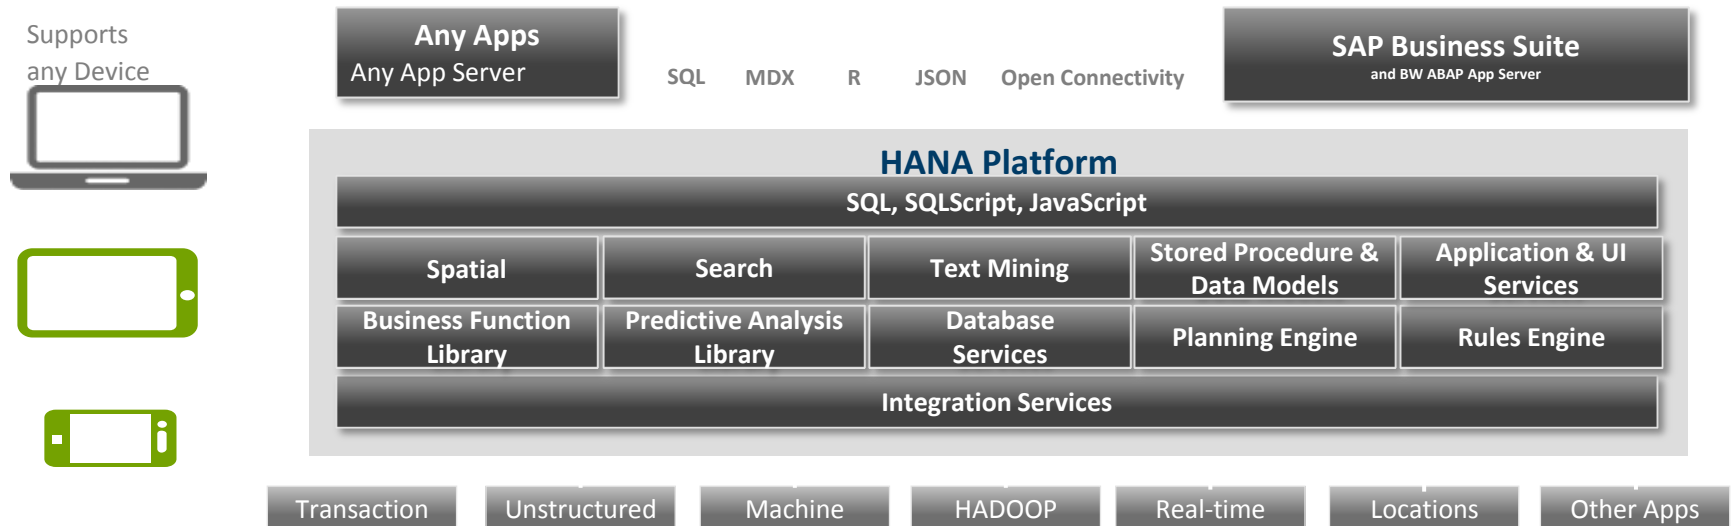 Supports
any Device
Any Apps
Any App Server
SQL MDX R JSON Open Connectivity
SAP Business Suite
and BW ABAP App Server
HANA Platform
SQL, SQLScript, JavaScript
Spatial
Search
Text Mining
Stored Procedure &
Data Models
Application & UI
Services
Business Function
Library
Predictive Analysis
Library
Database
Services
Planning Engine
Rules Engine
Integration Services
Transaction
Unstructured
Machine
HADOOP
Real-time
Locations
Other Apps